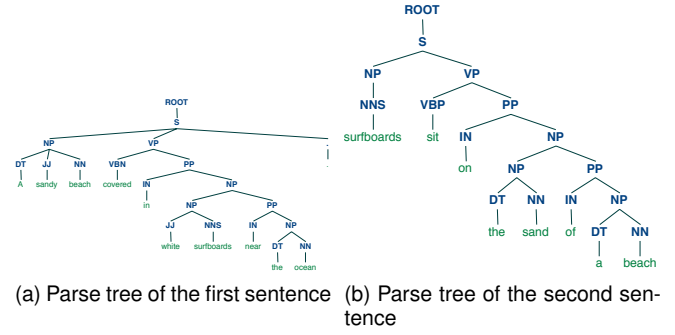 ROOT
S
NP VP
DT JJ NN VBN PP
A sandy beach covered IN NP
in NP PP
JJ NNS IN NP
white surfboards near DT NN
the ocean
(a) Parse tree of the first sentence
ROOT
S
NP VP
NNS VBP PP
surfboards sit IN NP
on NP PP
DT NN IN NP
the sand of DT NN
a beach
(b) Parse tree of the second sen-
tence